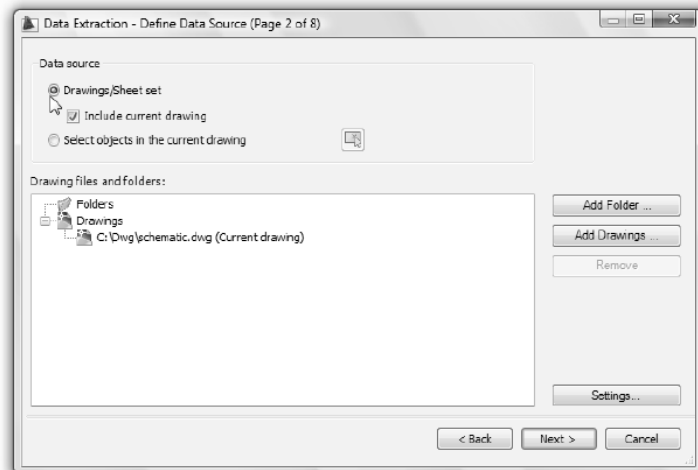 Data Extraction - Define Data Source (Page 2 of 8)
Data source
Drawings/Sheet set
Include current drawing
Select objects in the current drawing
Drawing files and folders:
Folders
Drawings
C:\Dwg\schematic.dwg (Current drawing)
Add Folder ...
Add Drawings ...
Remove
Settings...
< Back
Next >
Cancel